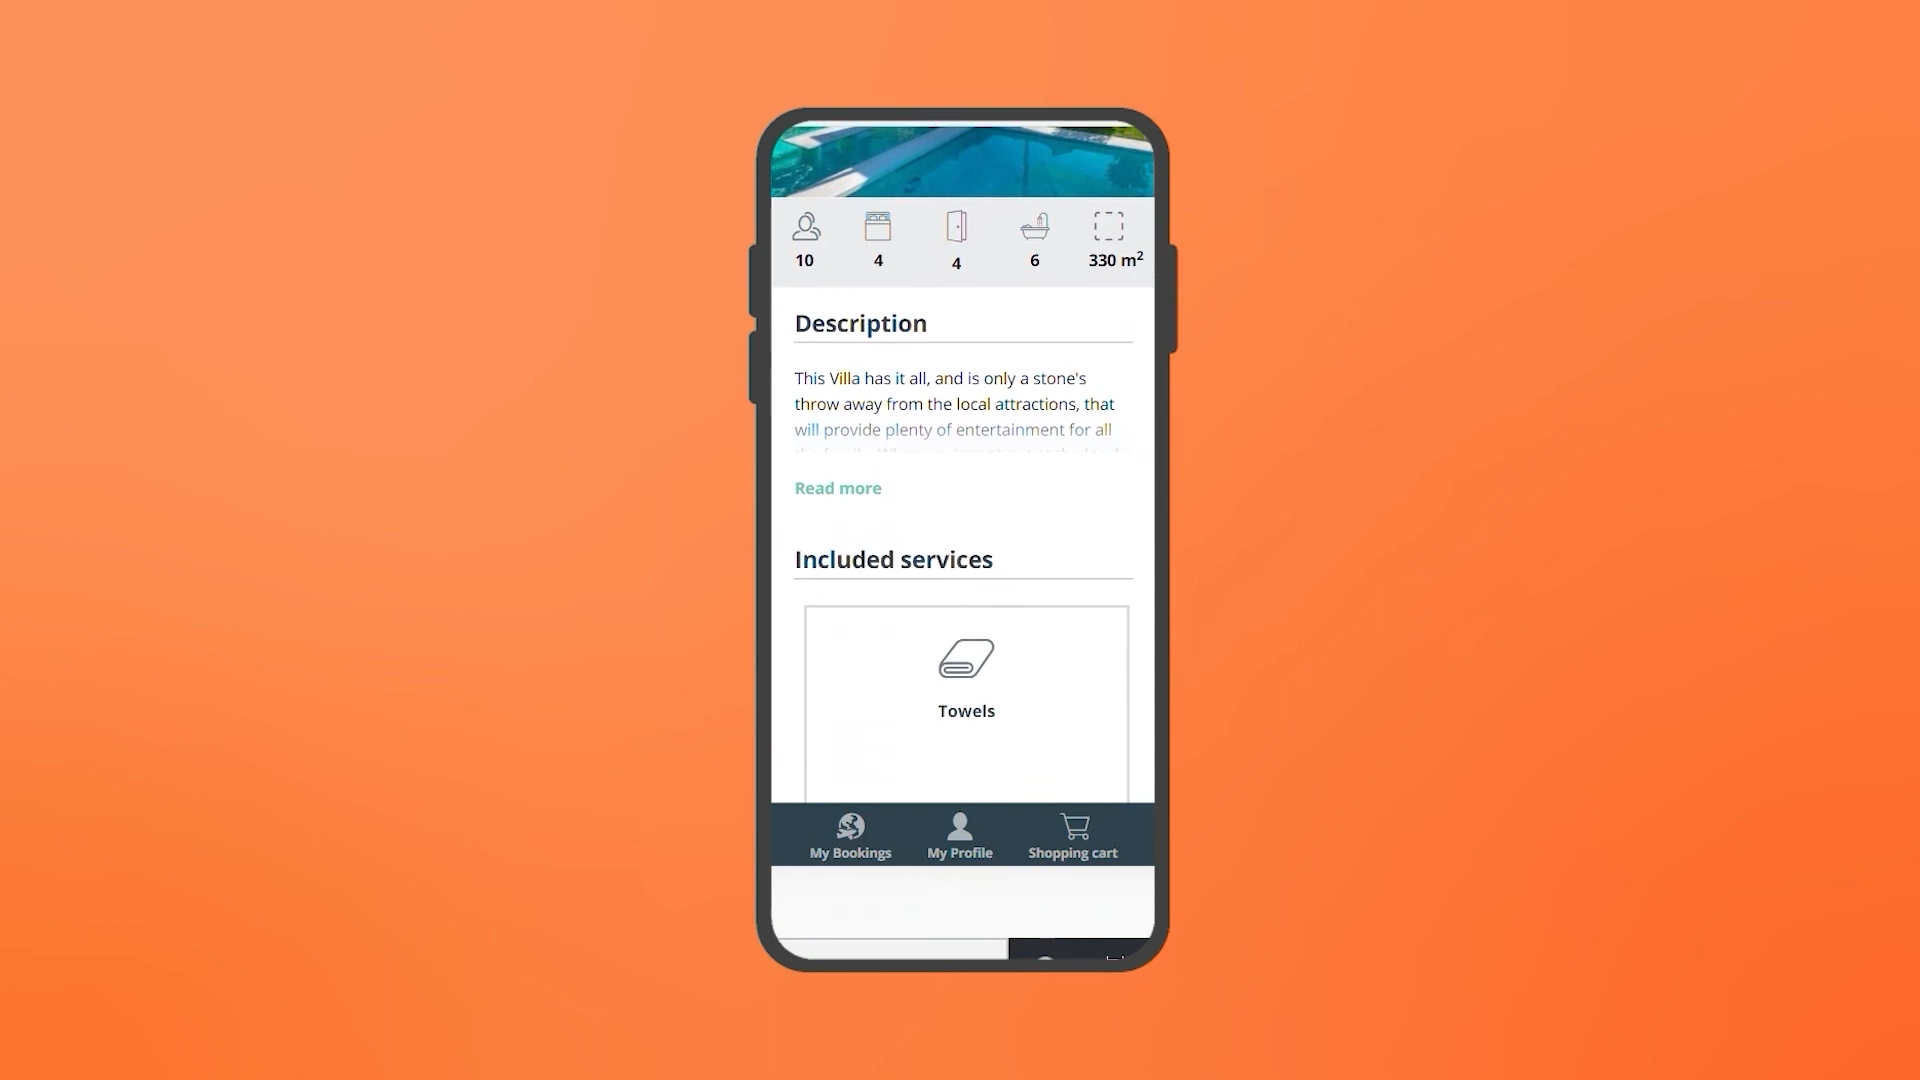 10 4 4 6 330 m²
Description
This Villa has it all, and is only a stone's
throw away from the local attractions, that
will provide plenty of entertainment for all
Read more
Included services
Towels
My Bookings My Profile Shopping cart